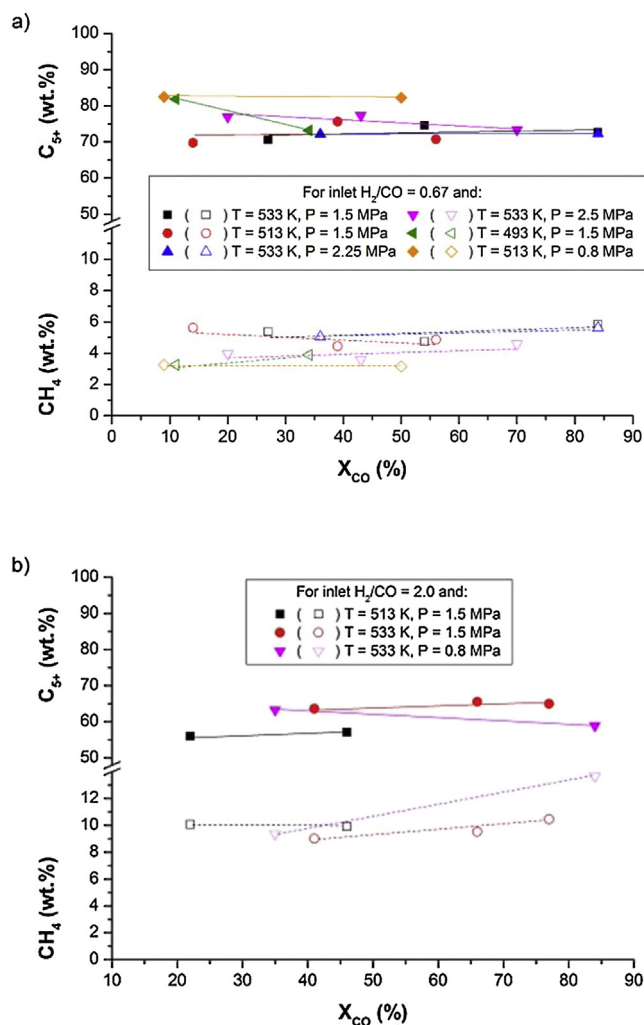 a)
100
90
80
70
60
50
C5+ (wt.%)
For inlet H2/CO = 0.67 and:
( ) T = 533 K, P = 1.5 MPa
( ) T = 533 K, P = 2.5 MPa
( ) T = 513 K, P = 1.5 MPa
( ) T = 493 K, P = 1.5 MPa
( ) T = 533 K, P = 2.25 MPa
( ) T = 513 K, P = 0.8 MPa
10
8
6
4
2
0
CH4 (wt.%)
0 10 20 30 40 50 60 70 80 90
XCO (%)
b)
100
90
80
70
60
50
C5+ (wt.%)
For inlet H2/CO = 2.0 and:
( ) T = 513 K, P = 1.5 MPa
( ) T = 533 K, P = 1.5 MPa
( ) T = 533 K, P = 0.8 MPa
12
10
8
6
4
2
0
CH4 (wt.%)
10 20 30 40 50 60 70 80 90
XCO (%)